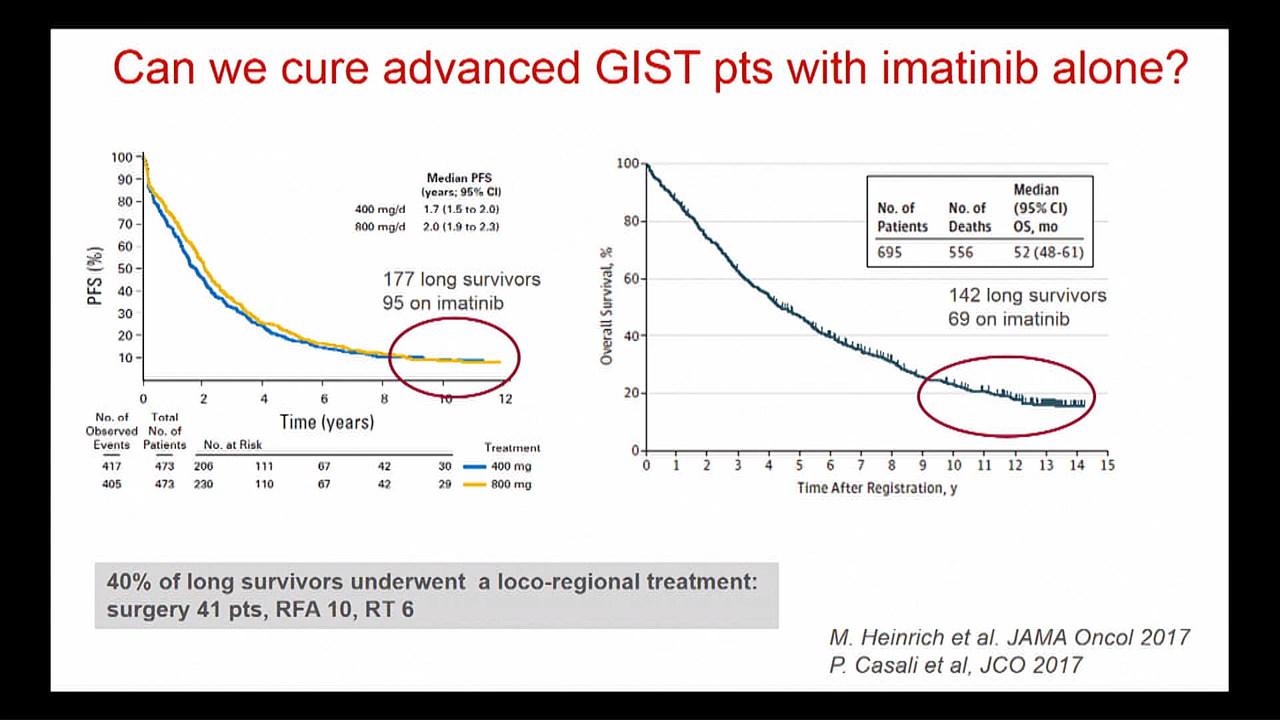 Can we cure advanced GIST pts with imatinib alone?
PFS (%)
100
90
80
70
60
50
40
30
20
10
0 2 4 6 8 10 12
Time (years)
Median PFS
(years; 95% CI)
400 mg/d 1.7 (1.5 to 2.0)
800 mg/d 2.0 (1.9 to 2.3)
177 long survivors
95 on imatinib
No. of Observed Events
Total No. of Patients
No. at Risk
Treatment
417 473 206 111 67 42 30 400 mg
405 473 230 110 67 42 29 800 mg
Overall Survival, %
100
80
60
40
20
0
0 1 2 3 4 5 6 7 8 9 10 11 12 13 14 15
Time After Registration, y
No. of Patients
No. of Deaths
Median (95% CI) OS, mo
695 556 52 (48-61)
142 long survivors
69 on imatinib
40% of long survivors underwent a loco-regional treatment:
surgery 41 pts, RFA 10, RT 6
M. Heinrich et al. JAMA Oncol 2017
P. Casali et al, JCO 2017